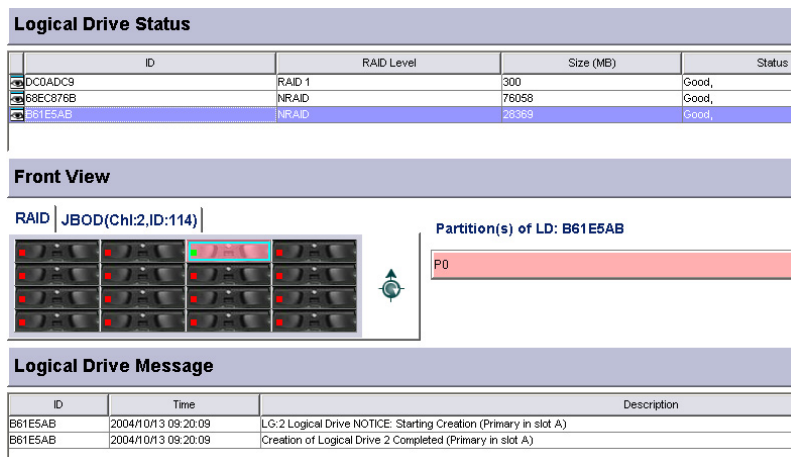 Logical Drive Status
ID RAID Level Size (MB) Status
DC0ADC9 RAID 1 300 Good,
68EC876B NRAID 76058 Good,
B61E5AB NRAID 28369 Good,
Front View
RAID JBOD(Chl:2,ID:114)
Partition(s) of LD: B61E5AB
P0
Logical Drive Message
ID Time Description
B61E5AB 2004/10/13 09:20:09 LG:2 Logical Drive NOTICE: Starting Creation (Primary in slot A)
B61E5AB 2004/10/13 09:20:09 Creation of Logical Drive 2 Completed (Primary in slot A)